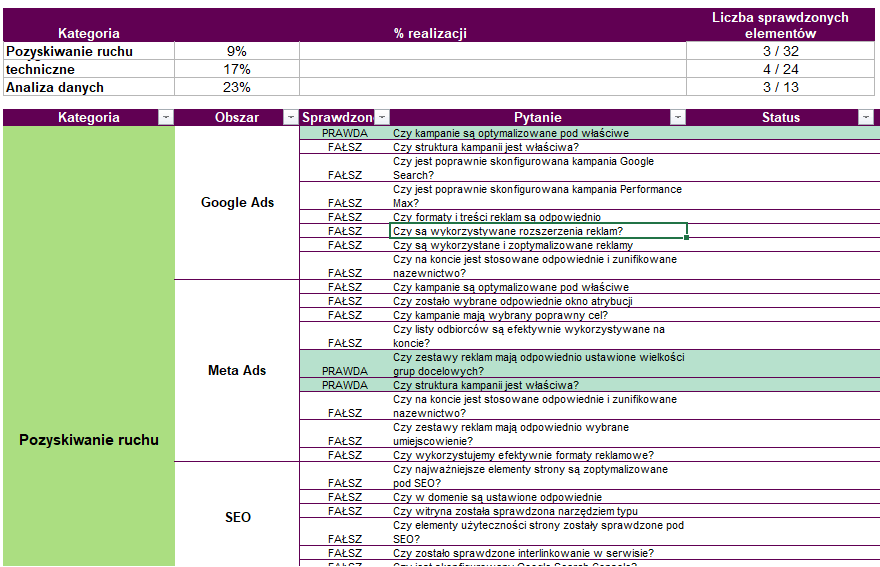 Kategoria % realizacji Liczba sprawdzonych
elementów
Pozyskiwanie ruchu 9% 3 / 32
techniczne 17% 4 / 24
Analiza danych 23% 3 / 13
Kategoria Obszar Sprawdzon Pytanie Status
PRAWDA Czy kampanie są optymalizowane pod właściwe
FAŁSZ Czy struktura kampanii jest właściwa?
Czy jest poprawnie skonfigurowana kampania Google
FAŁSZ Search?
Czy jest poprawnie skonfigurowana kampania Performance
FAŁSZ Max?
Google Ads
FAŁSZ Czy formaty i treści reklam są odpowiednio
FAŁSZ Czy są wykorzystywane rozszerzenia reklam?
FAŁSZ Czy są wykorzystane i zoptymalizowane reklamy
Czy na koncie jest stosowane odpowiednie i zunifikowane
FAŁSZ nazewnictwo?
FAŁSZ Czy kampanie są optymalizowane pod właściwe
FAŁSZ Czy zostało wybrane odpowiednie okno atrybucji
FAŁSZ Czy kampanie mają wybrany poprawny cel?
Czy listy odbiorców są efektywnie wykorzystywane na
FAŁSZ koncie?
Czy zestawy reklam mają odpowiednio ustawione wielkości
Meta Ads PRAWDA grup docelowych?
PRAWDA Czy struktura kampanii jest właściwa?
Czy na koncie jest stosowane odpowiednie i zunifikowane
FAŁSZ nazewnictwo?
Czy zestawy reklam mają odpowiednio wybrane
Pozyskiwanie ruchu FAŁSZ umiejscowienie?
FAŁSZ Czy wykorzystujemy efektywnie formaty reklamowe?
Czy najważniejsze elementy strony są zoptymalizowane
FAŁSZ pod SEO?
FAŁSZ Czy w domenie są ustawione odpowiednie
FAŁSZ Czy witryna została sprawdzona narzędziem typu
SEO
Czy elementy użyteczności strony zostały sprawdzone pod
FAŁSZ SEO?
FAŁSZ Czy zostało sprawdzone interlinkowanie w serwisie?